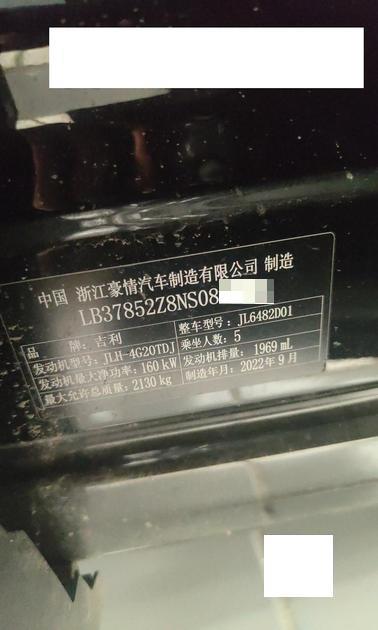 中国 浙江豪情汽车制造有限公司 制造
LB37852Z8NS08
品 牌：吉利 整车型号：JL6482D01
发动机型号：JLH-4G20TDJ 乘坐人数：5
发动机最大净功率：160 kW 发动机排量：1969 mL
最大允许总质量：2130 kg 制造年月：2022年9月